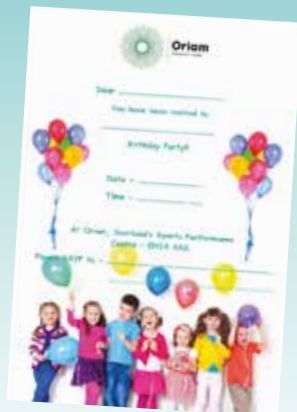 Oriam
Dear
You have been invited to
Birthday Party!!
Date -
Time -
At Oriam, Scotland's Sports Performance
Centre - EH14 4AS
Please RSVP to -